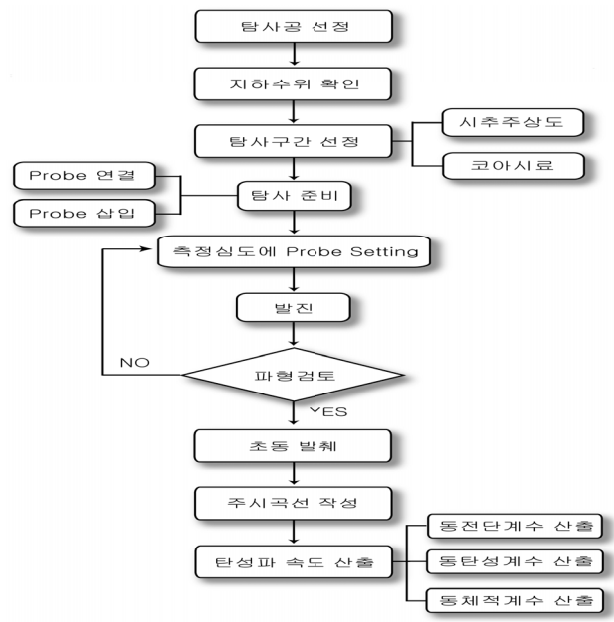 탐사공 선정
지하수위 확인
탐사구간 선정
시추주상도
코아시료
Probe 연결
Probe 삽입
탐사 준비
측정심도에 Probe Setting
발진
NO
파형검토
YES
초동 발췌
주시곡선 작성
탄성파 속도 산출
동전단계수 산출
동탄성계수 산출
동체적계수 산출